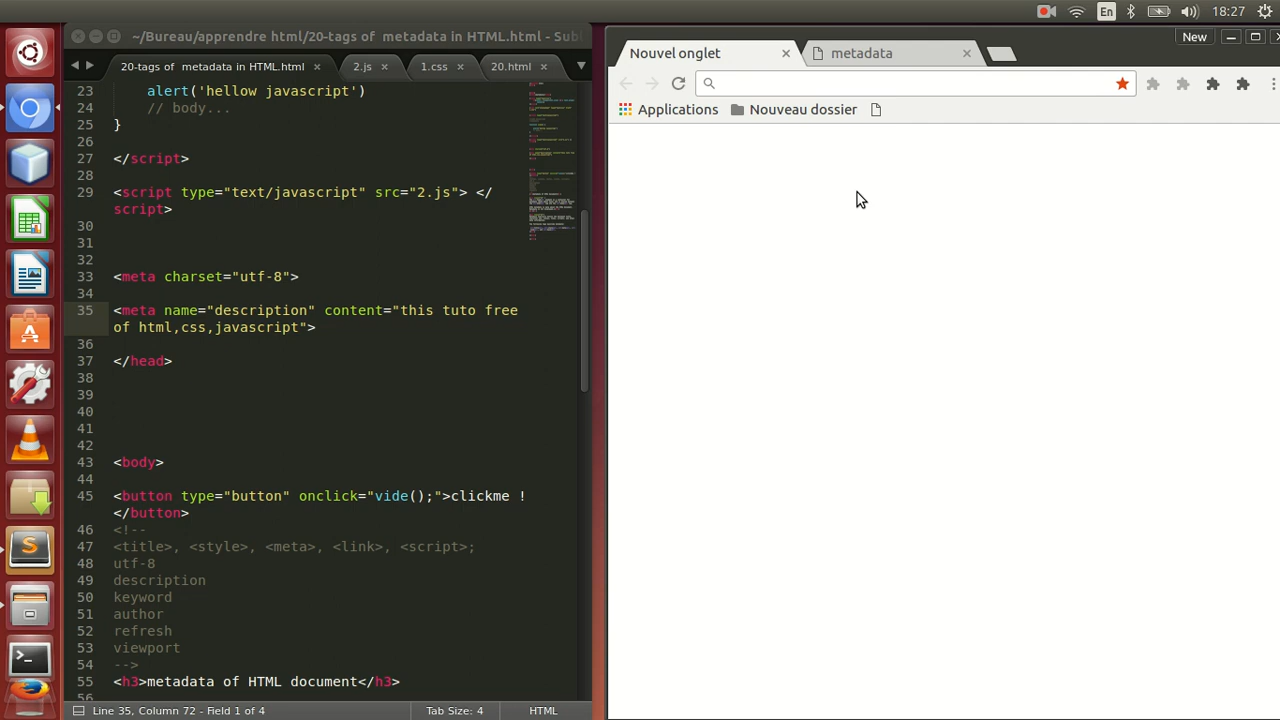 En
18:27
~/Bureau/apprendre html/20-tags of  metadata in HTML.html - Subl
New
20-tags of  metadata in HTML.html
2.js
1.css
20.html
Nouvel onglet
metadata
Applications
Nouveau dossier
23 alert('hellow javascript')
24 // body...
25 }
26
27 </script>
28
29 <script type="text/javascript" src="2.js"> </
script>
30
31
32
33 <meta charset="utf-8">
34
35 <meta name="description" content="this tuto free
of html,css,javascript">
36
37 </head>
38
39
40
41
42
43 <body>
44
45 <button type="button" onclick="vide();">clickme !
</button>
46 <!--
47 <title>, <style>, <meta>, <link>, <script>;
48 utf-8
49 description
50 keyword
51 author
52 refresh
53 viewport
54 -->
55 <h3>metadata of HTML document</h3>
56
Line 35, Column 72 - Field 1 of 4
Tab Size: 4
HTML